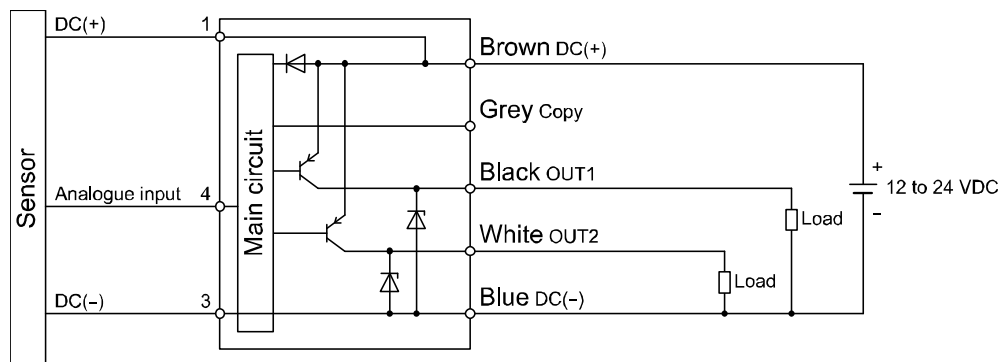 DC(+) 1
Brown DC(+)
Grey Copy
Black OUT1
+
12 to 24 VDC
−
Analogue input 4
Load
White OUT2
Load
DC(−) 3
Blue DC(−)
Sensor
Main circuit